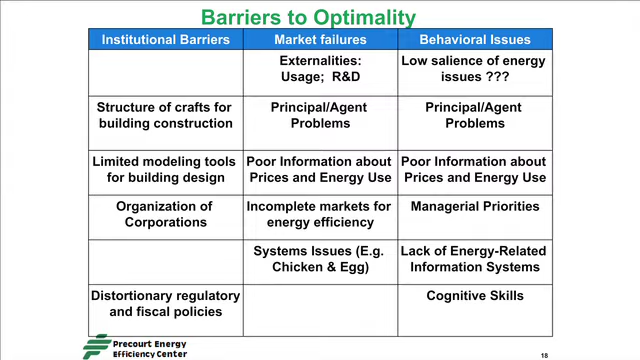 Barriers to Optimality
Institutional Barriers
Market failures
Behavioral Issues
Externalities:
Usage; R&D
Low salience of energy
issues ???
Structure of crafts for
building construction
Principal/Agent
Problems
Principal/Agent
Problems
Limited modeling tools
for building design
Poor Information about
Prices and Energy Use
Poor Information about
Prices and Energy Use
Organization of
Corporations
Incomplete markets for
energy efficiency
Managerial Priorities
Systems Issues (E.g.
Chicken & Egg)
Lack of Energy-Related
Information Systems
Distortionary regulatory
and fiscal policies
Cognitive Skills
Precourt Energy
Efficiency Center
18